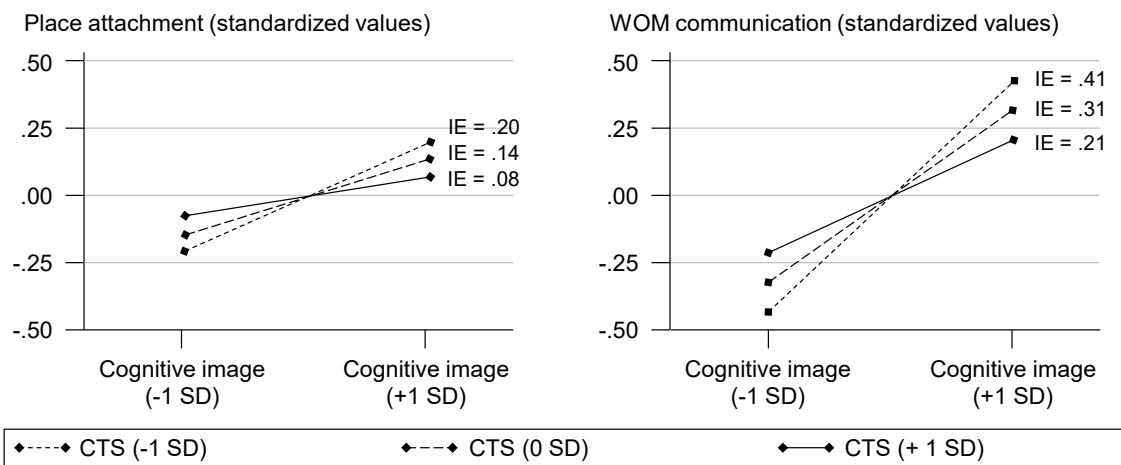 Place attachment (standardized values)
.50
.25
.00
-.25
-.50
IE = .20
IE = .14
IE = .08
Cognitive image
(-1 SD)
Cognitive image
(+1 SD)
WOM communication (standardized values)
.50
.25
.00
-.25
-.50
IE = .41
IE = .31
IE = .21
Cognitive image
(-1 SD)
Cognitive image
(+1 SD)
CTS (-1 SD)
CTS (0 SD)
CTS (+ 1 SD)